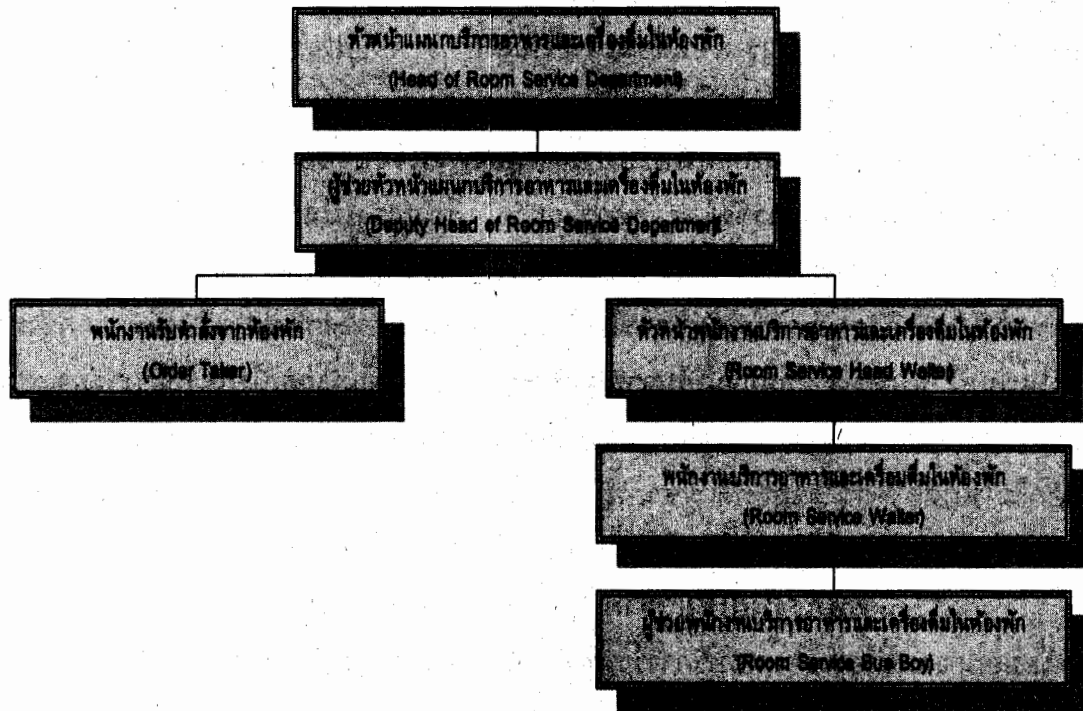 หัวหน้าแผนกบริการอาหารและเครื่องดื่มในห้องพัก
(Head of Room Service Department)
ผู้ช่วยหัวหน้าแผนกบริการอาหารและเครื่องดื่มในห้องพัก
(Deputy Head of Room Service Department)
พนักงานรับคำสั่งจากห้องพัก
(Order Taker)
หัวหน้าพนักงานบริการอาหารและเครื่องดื่มในห้องพัก
(Room Service Head Waiter)
พนักงานบริการอาหารและเครื่อมดื่มในห้องพัก
(Room Service Waiter)
ผู้ช่วยพนักงานบริการอาหารและเครื่องดื่มในห้องพัก
(Room Service Bus Boy)